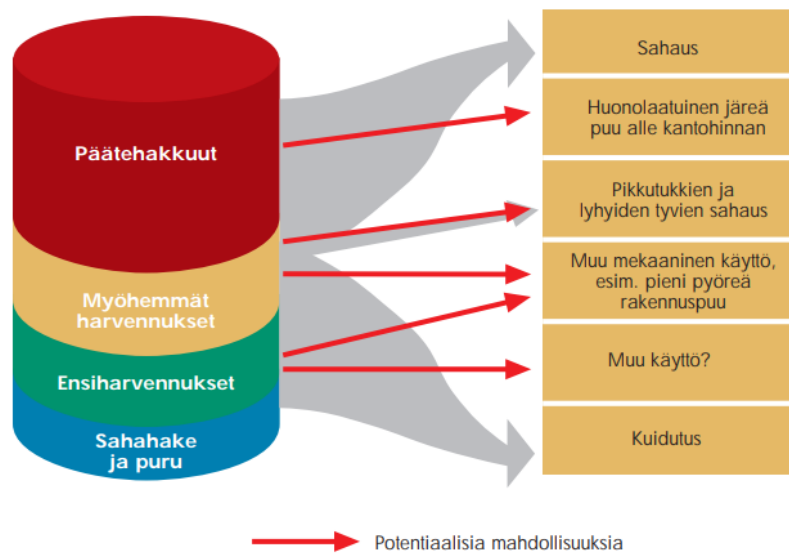 Päätehakkuut
Myöhemmät
harvennukset
Ensiharvennukset
Sahahake
ja puru
Sahaus
Huonolaatuinen järeä
puu alle kantohinnan
Pikkutukkien ja
lyhyiden tyvien sahaus
Muu mekaaninen käyttö,
esim. pieni pyöreä
rakennuspuu
Muu käyttö?
Kuidutus
Potentiaalisia mahdollisuuksia